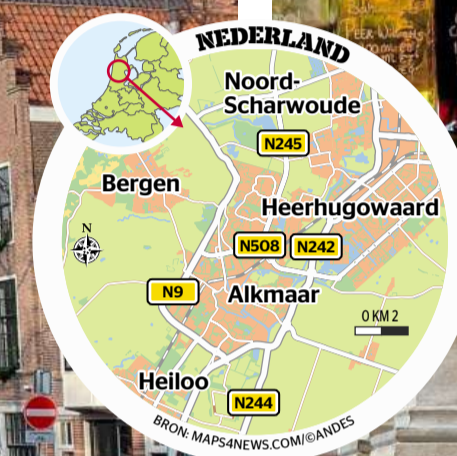 NEDERLAND
Noord-
Scharwoude
N245
Bergen
Heerhugowaard
N508
N242
N
N9
Alkmaar
0 KM 2
Heiloo
N244
BRON: MAPS4NEWS.COM/©ANDES